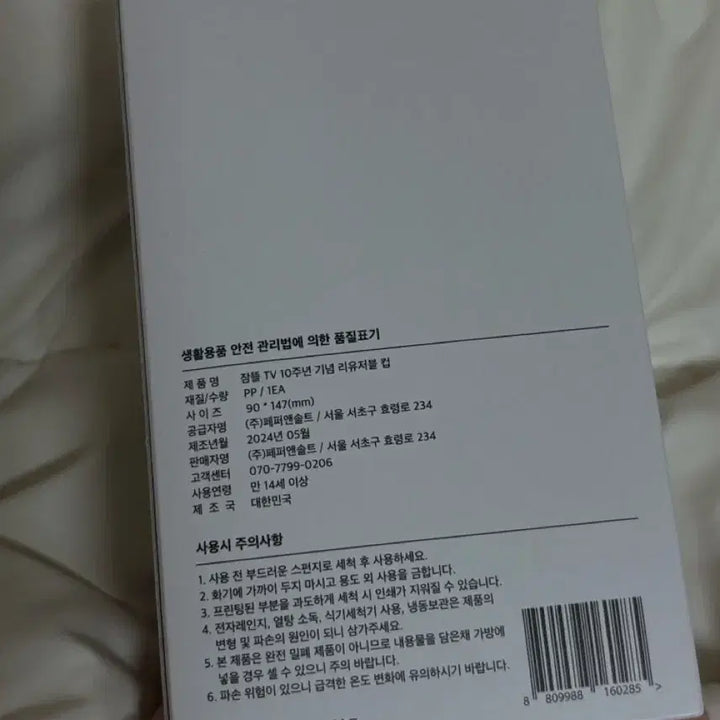 생활용품 안전 관리법에 의한 품질표기
제 품 명 잠뜰 TV 10주년 기념 리유저블 컵
재질/수량 PP / 1EA
사 이 즈 90 * 147(mm)
공급자명 (주)페퍼앤솔트 / 서울 서초구 효령로 234
제조년월 2024년 05월
판매자명 (주)페퍼앤솔트 / 서울 서초구 효령로 234
고객센터 070-7799-0206
사용연령 만 14세 이상
제 조 국 대한민국
사용시 주의사항
1. 사용 전 부드러운 스펀지로 세척 후 사용하세요.
2. 화기에 가까이 두지 마시고 용도 외 사용을 금합니다.
3. 프린팅된 부분을 과도하게 세척 시 인쇄가 지워질 수 있습니다.
4. 전자레인지, 열탕 소독, 식기세척기 사용, 냉동보관은 제품의
변형 및 파손의 원인이 되니 삼가주세요.
5. 본 제품은 완전 밀폐 제품이 아니므로 내용물을 담은채 가방에
넣을 경우 샐 수 있으니 주의 바랍니다.
6. 파손 위험이 있으니 급격한 온도 변화에 유의하시기 바랍니다.
8 809988 160285 >